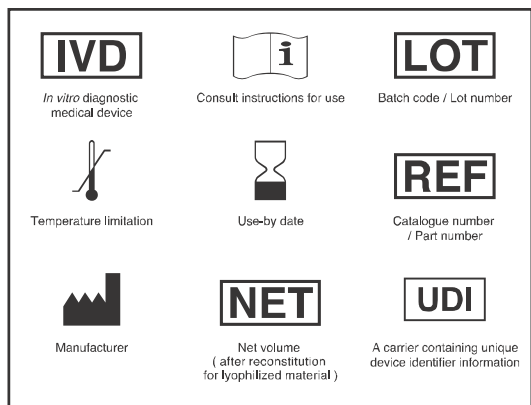 IVD
i
LOT
In vitro diagnostic
medical device
Consult instructions for use
Batch code / Lot number
REF
Temperature limitation
Use-by date
Catalogue number
/ Part number
NET
UDI
Manufacturer
Net volume
( after reconstitution
for lyophilized material )
A carrier containing unique
device identifier information